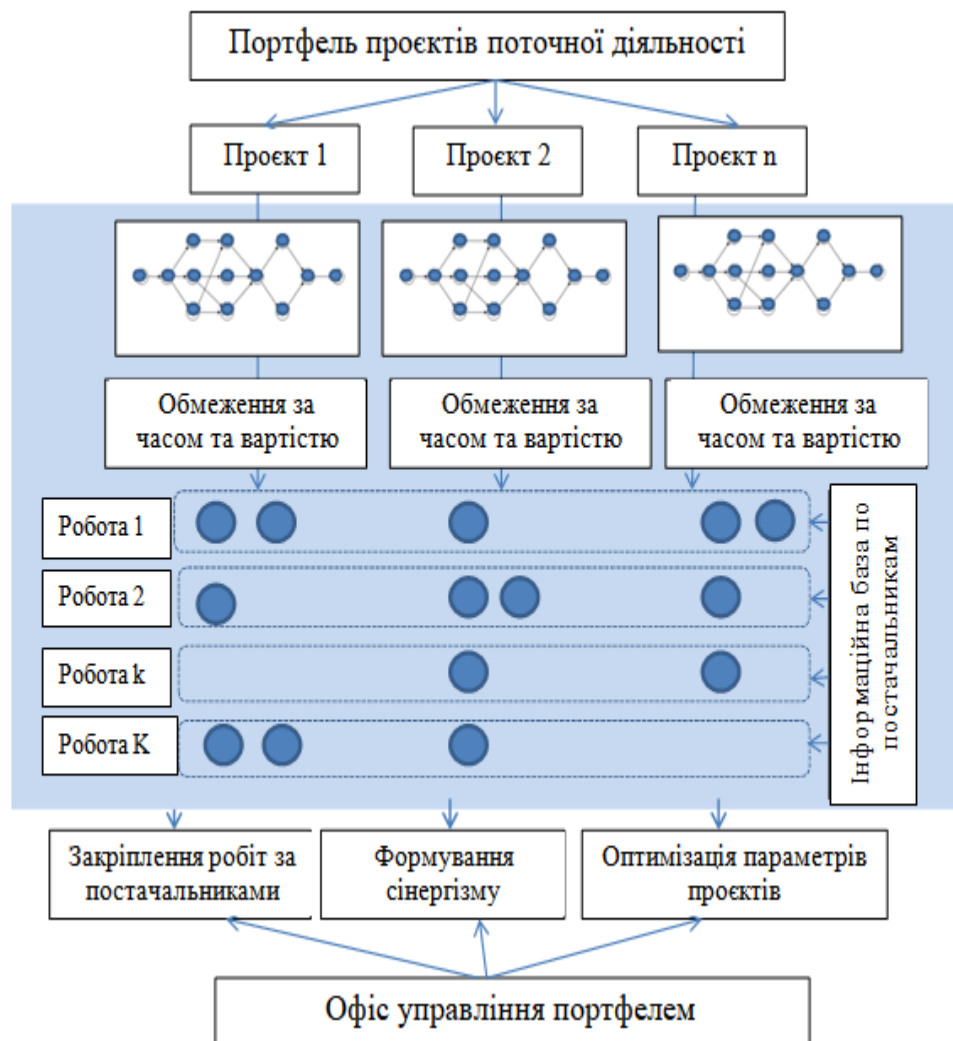 Портфель проєктів поточної діяльності
Проєкт 1
Проєкт 2
Проєкт n
Обмеження за
часом та вартістю
Обмеження за
часом та вартістю
Обмеження за
часом та вартістю
Робота 1
Робота 2
Робота k
Робота K
Інформаційна база по
постачальникам
Закріплення робіт за
постачальниками
Формування
сінергізму
Оптимізація параметрів
проєктів
Офіс управління портфелем